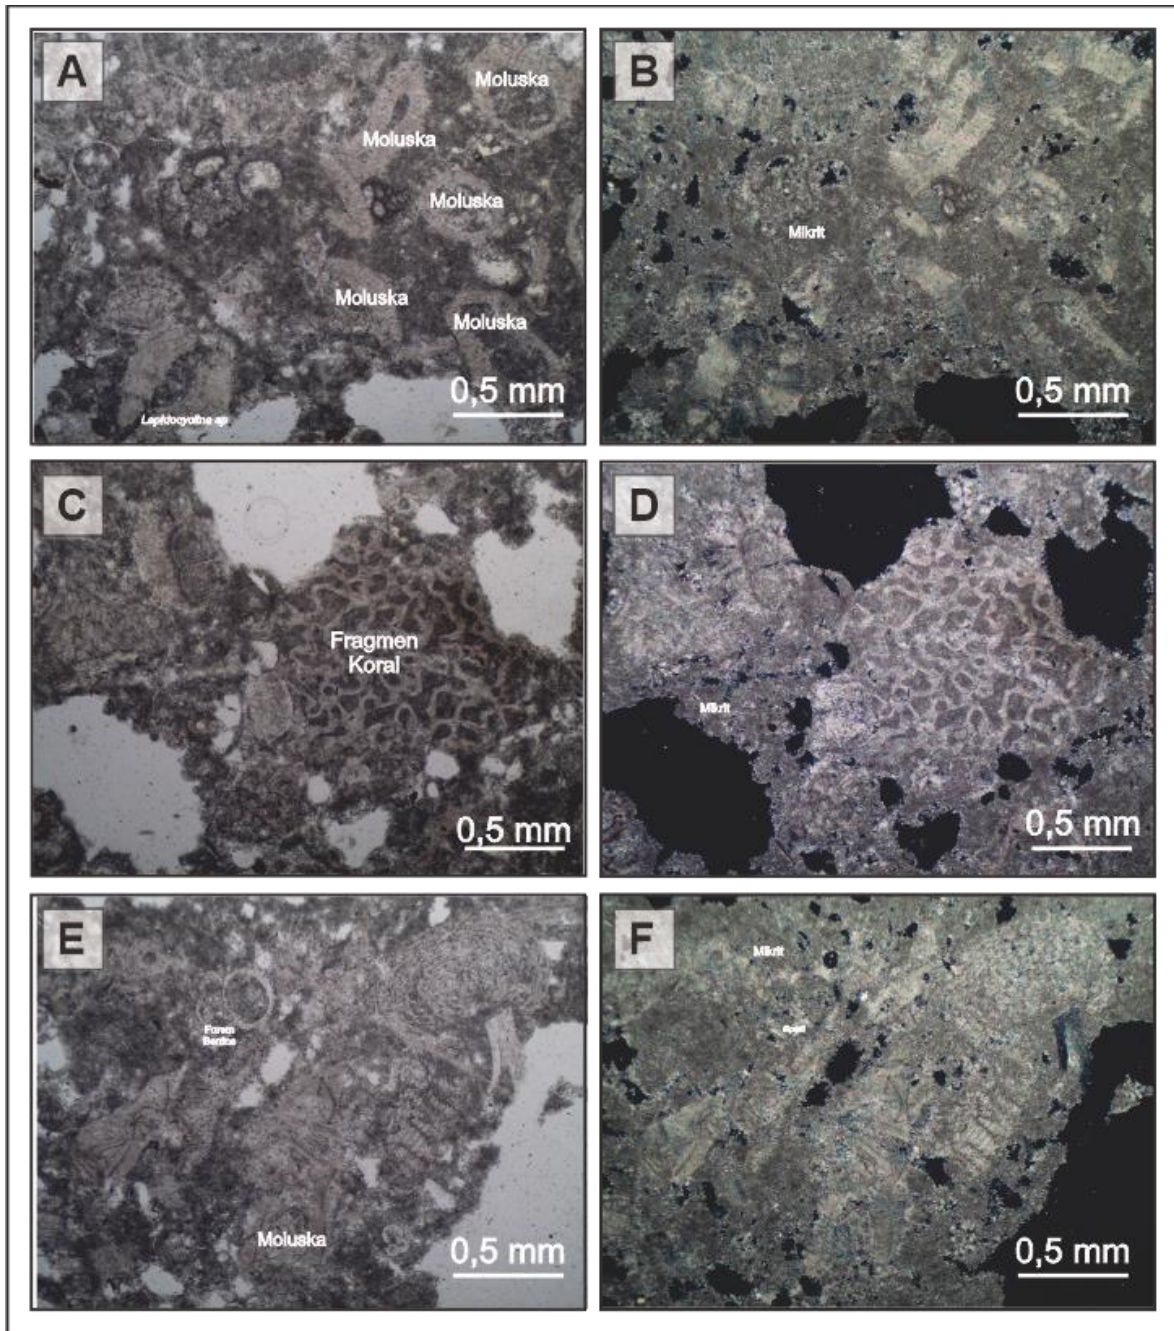 A
Moluska
Moluska
Moluska
Moluska
Moluska
Lepidocyclina sp
0,5 mm
B
Mikrit
0,5 mm
C
Fragmen
Koral
0,5 mm
D
Mikrit
0,5 mm
E
Foram
Bentos
Moluska
0,5 mm
F
Mikrit
0,5 mm